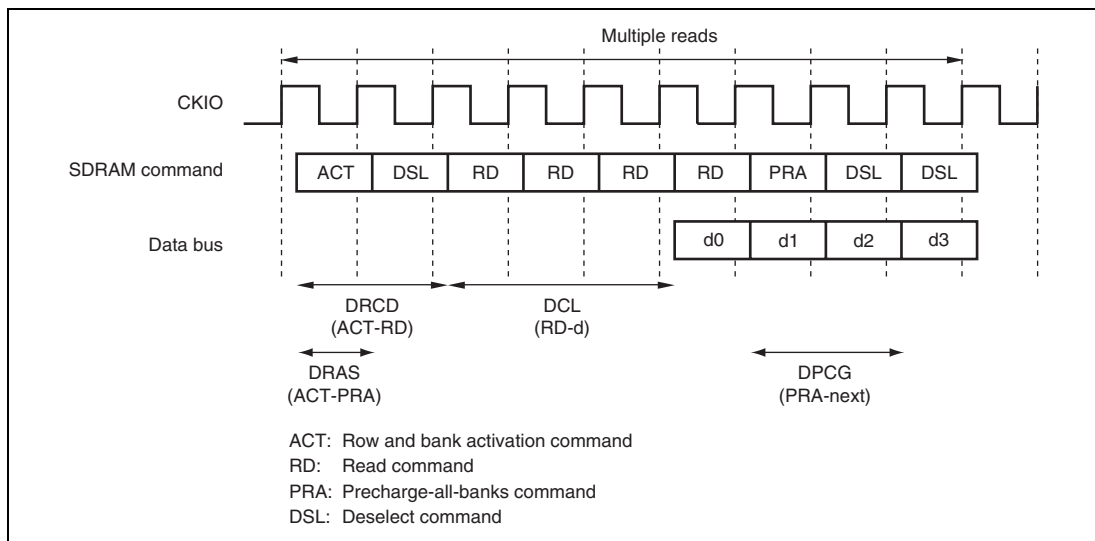 Multiple reads
CKIO
SDRAM command ACT DSL RD RD RD RD PRA DSL DSL
Data bus d0 d1 d2 d3
DRCD DCL
(ACT-RD) (RD-d)
DRAS DPCG
(ACT-PRA) (PRA-next)
ACT: Row and bank activation command
RD: Read command
PRA: Precharge-all-banks command
DSL: Deselect command